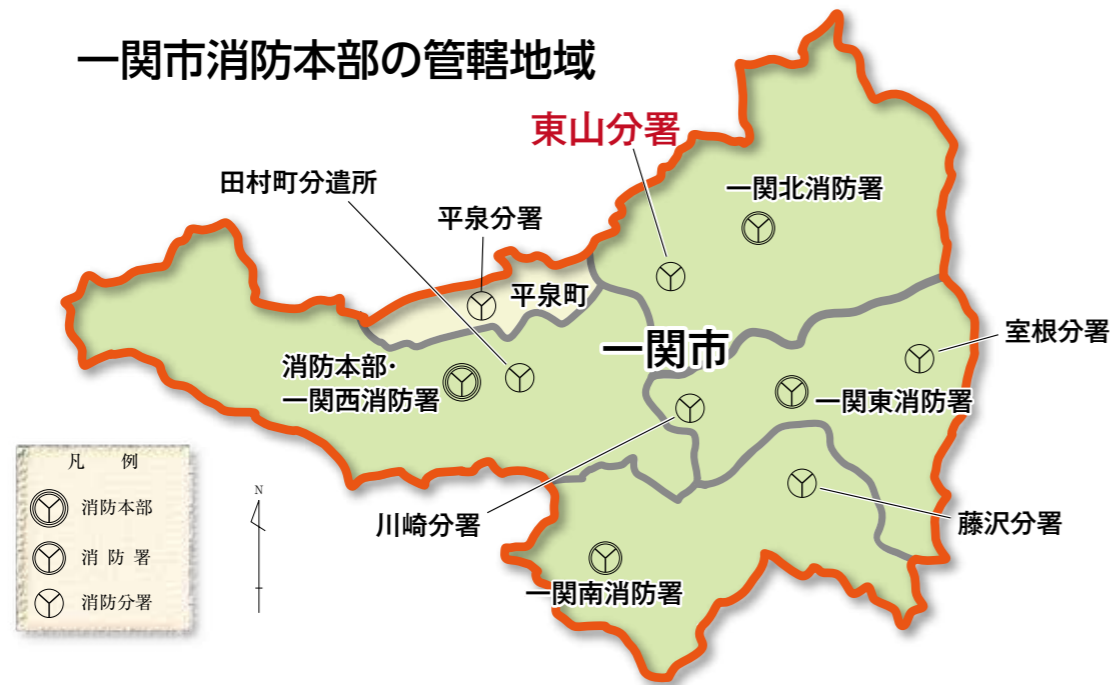 一関市消防本部の管轄地域
東山分署
田村町分遣所
一関北消防署
平泉分署
平泉町
一関市
室根分署
消防本部・
一関西消防署
一関東消防署
凡 例
消防本部
消 防 署
消防分署
N
川崎分署
藤沢分署
一関南消防署